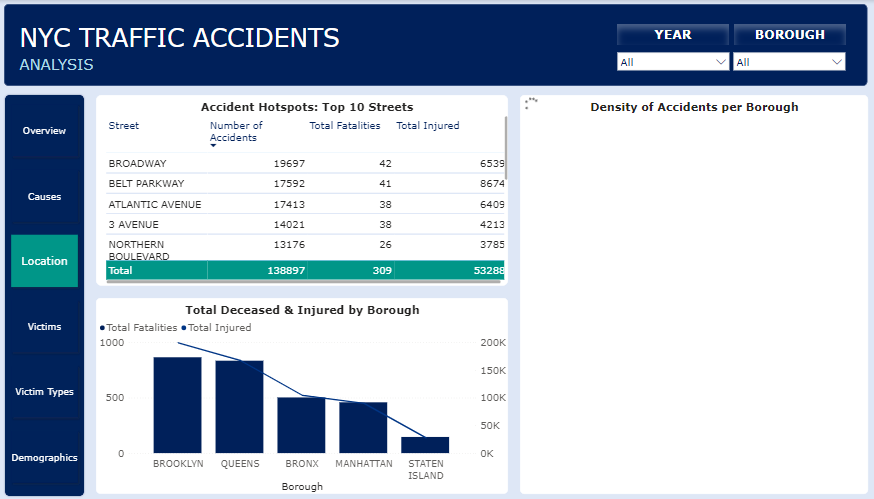 NYC TRAFFIC ACCIDENTS
ANALYSIS
YEAR
BOROUGH
All
All
Overview
Causes
Location
Victims
Victim Types
Demographics
Accident Hotspots: Top 10 Streets
Street Number of Accidents Total Fatalities Total Injured
BROADWAY 19697 42 6539
BELT PARKWAY 17592 41 8674
ATLANTIC AVENUE 17413 38 6409
3 AVENUE 14021 38 4213
NORTHERN BOULEVARD 13176 26 3785
Total 138897 309 53288
Total Deceased & Injured by Borough
Total Fatalities Total Injured
1000
500
0
200K
150K
100K
50K
0K
BROOKLYN QUEENS BRONX MANHATTAN STATEN ISLAND
Borough
Density of Accidents per Borough